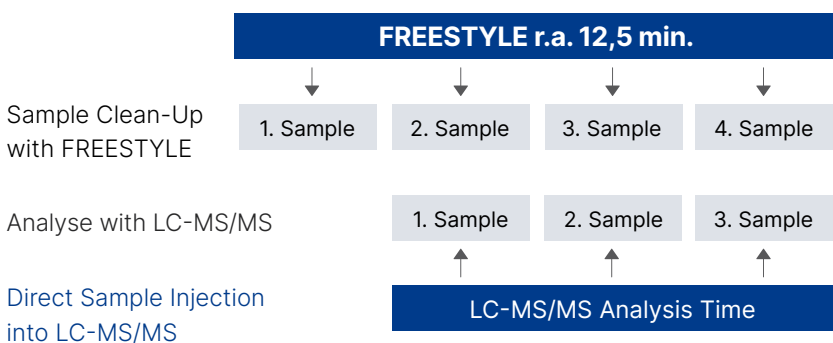 FREESTYLE r.a. 12,5 min.
Sample Clean-Up
with FREESTYLE
1. Sample
2. Sample
3. Sample
4. Sample
Analyse with LC-MS/MS
1. Sample
2. Sample
3. Sample
Direct Sample Injection
into LC-MS/MS
LC-MS/MS Analysis Time